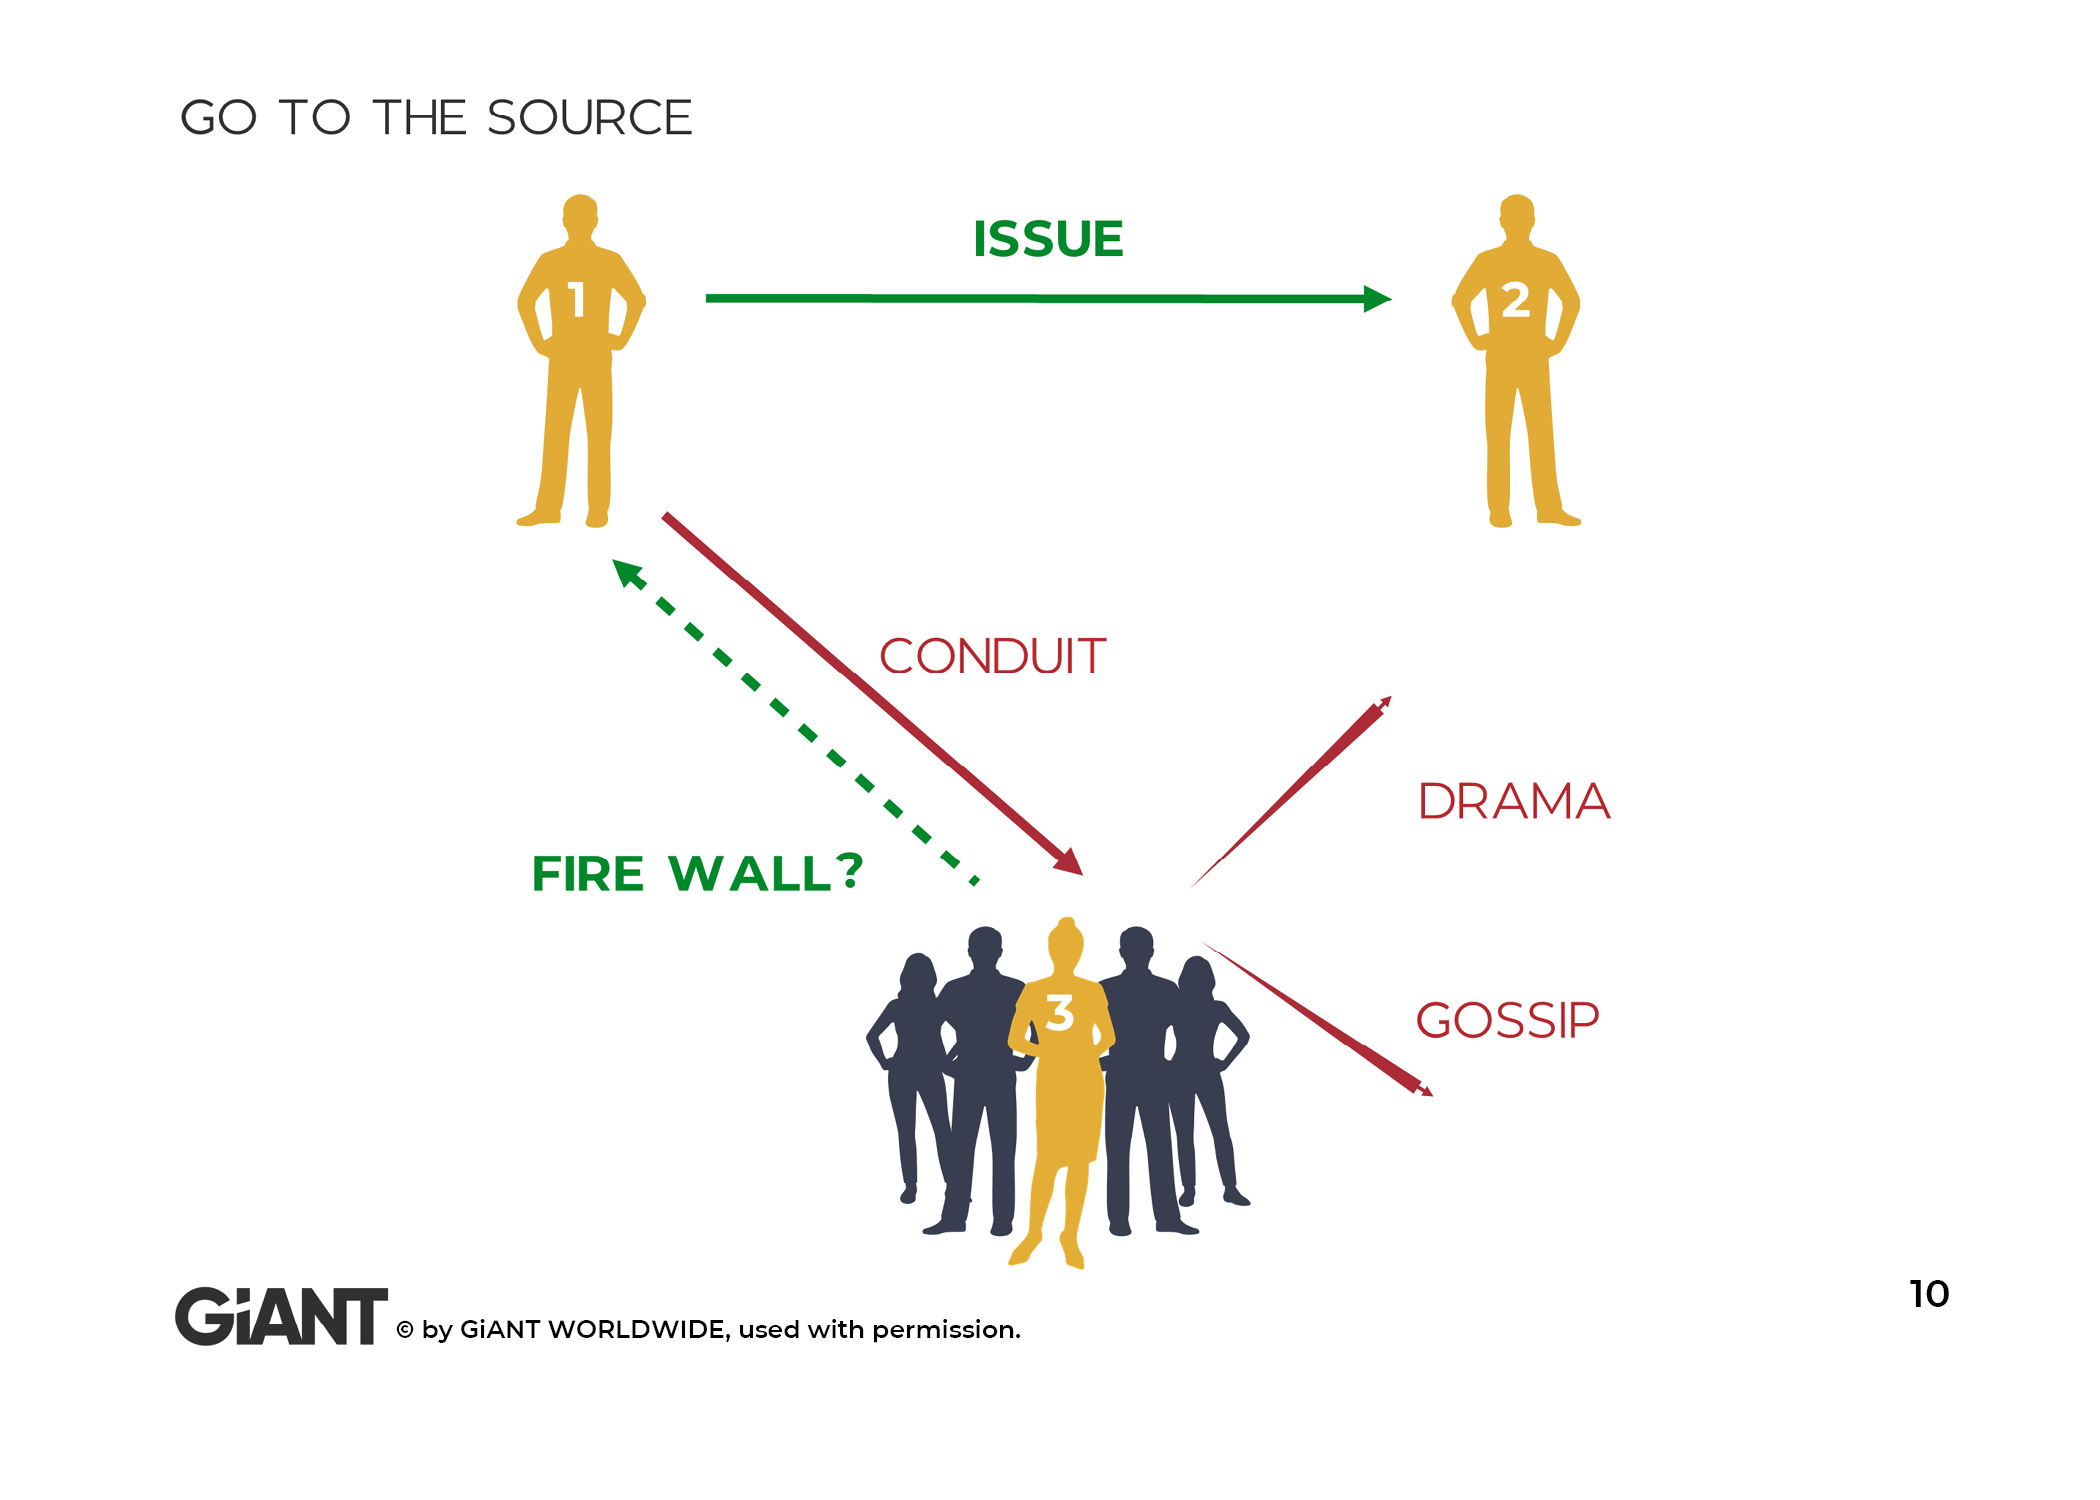 GO TO THE SOURCE
ISSUE
1
2
CONDUIT
DRAMA
FIRE WALL?
3
GOSSIP
10
GiANT © by GiANT WORLDWIDE, used with permission.